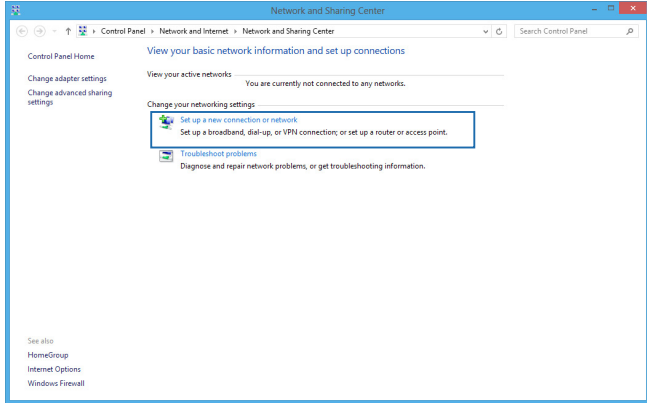 Network and Sharing Center
Control Panel Network and Internet Network and Sharing Center
Search Control Panel
Control Panel Home
Change adapter settings
Change advanced sharing
settings
View your basic network information and set up connections
View your active networks
You are currently not connected to any networks.
Change your networking settings
Set up a new connection or network
Set up a broadband, dial-up, or VPN connection; or set up a router or access point.
Troubleshoot problems
Diagnose and repair network problems, or get troubleshooting information.
See also
HomeGroup
Internet Options
Windows Firewall